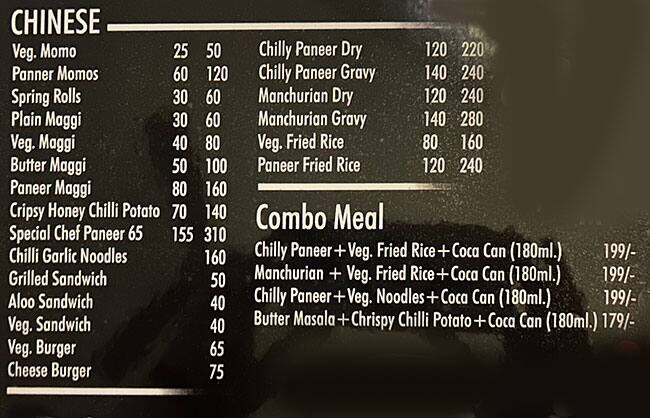 CHINESE
Veg. Momo 25 50
Panner Momos 60 120
Spring Rolls 30 60
Plain Maggi 30 60
Veg. Maggi 40 80
Butter Maggi 50 100
Paneer Maggi 80 160
Cripsy Honey Chilli Potato 70 140
Special Chef Paneer 65 155 310
Chilli Garlic Noodles 160
Grilled Sandwich 50
Aloo Sandwich 40
Veg. Sandwich 40
Veg. Burger 65
Cheese Burger 75
Chilly Paneer Dry 120 220
Chilly Paneer Gravy 140 240
Manchurian Dry 120 240
Manchurian Gravy 140 280
Veg. Fried Rice 80 160
Paneer Fried Rice 120 240
Combo Meal
Chilly Paneer+Veg. Fried Rice+Coca Can (180ml.) 199/-
Manchurian + Veg. Fried Rice+Coca Can (180ml.) 199/-
Chilly Paneer+Veg. Noodles+Coca Can (180ml.) 199/-
Butter Masala+Chrispy Chilli Potato+Coca Can (180ml.) 179/-